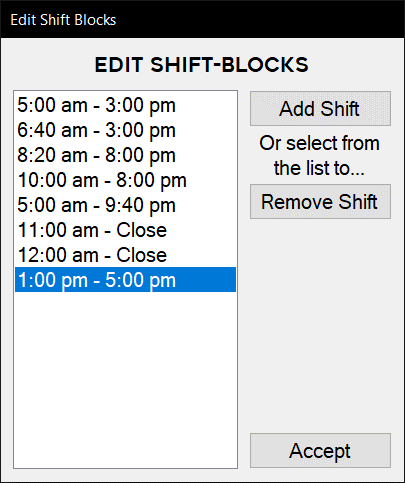 Edit Shift Blocks
EDIT SHIFT-BLOCKS
5:00 am - 3:00 pm
6:40 am - 3:00 pm
8:20 am - 8:00 pm
10:00 am - 8:00 pm
5:00 am - 9:40 pm
11:00 am - Close
12:00 am - Close
1:00 pm - 5:00 pm
Add Shift
Or select from
the list to...
Remove Shift
Accept